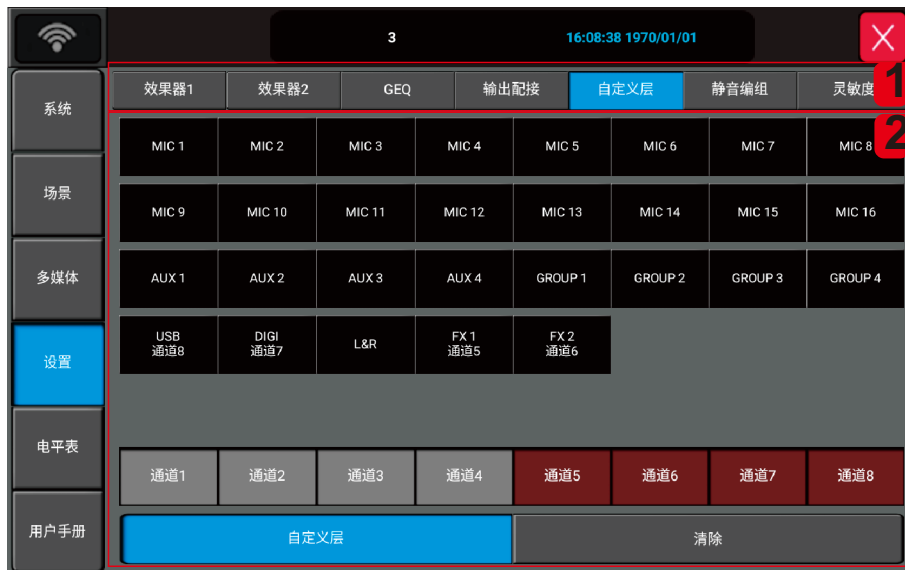 3
16:08:38 1970/01/01
效果器1
效果器2
GEQ
输出配接
自定义层
静音编组
灵敏度
1
系统
场景
多媒体
设置
电平表
用户手册
2
MIC 1
MIC 2
MIC 3
MIC 4
MIC 5
MIC 6
MIC 7
MIC 8
MIC 9
MIC 10
MIC 11
MIC 12
MIC 13
MIC 14
MIC 15
MIC 16
AUX 1
AUX 2
AUX 3
AUX 4
GROUP 1
GROUP 2
GROUP 3
GROUP 4
USB
通道8
DIGI
通道7
L&R
FX 1
通道5
FX 2
通道6
通道1
通道2
通道3
通道4
通道5
通道6
通道7
通道8
自定义层
清除